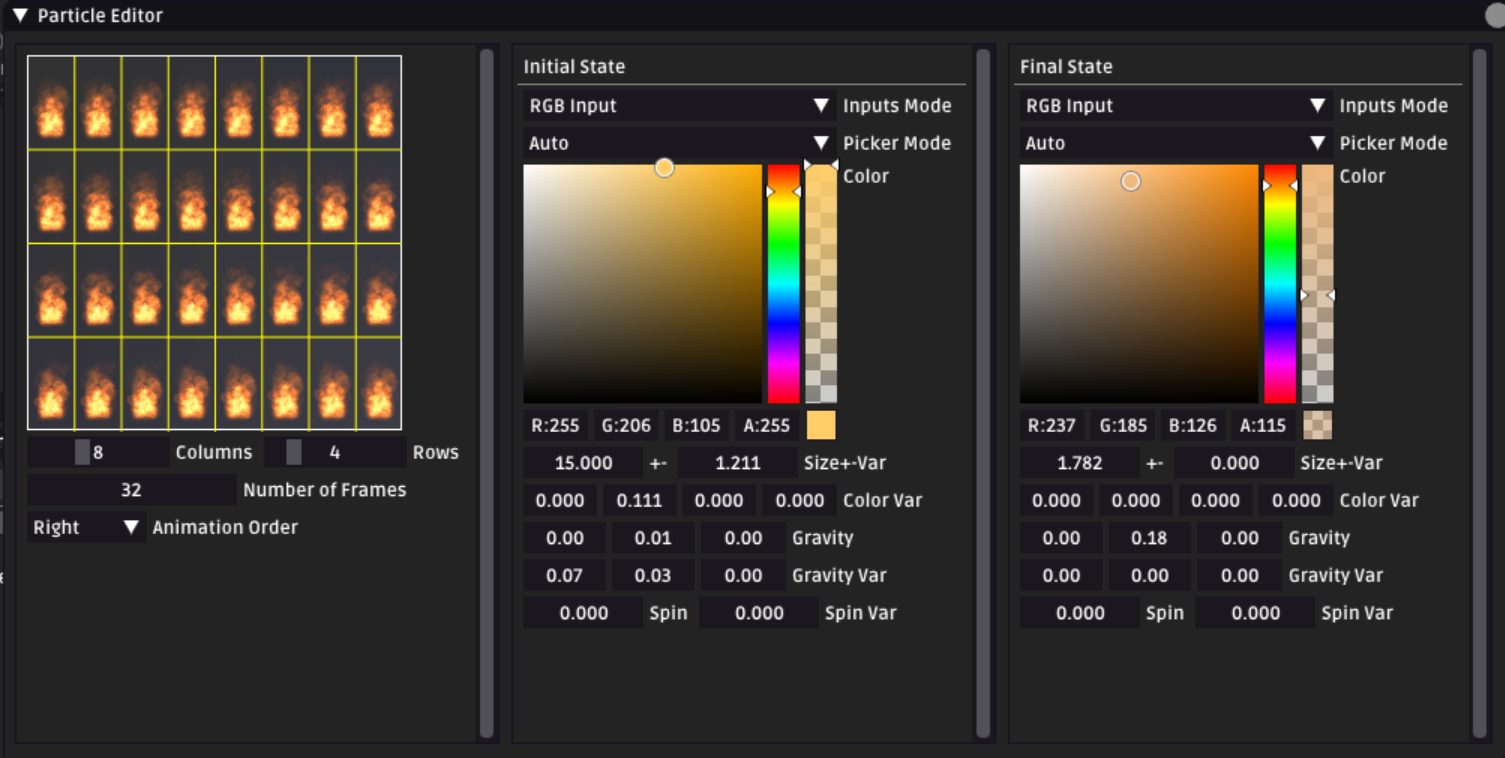 Particle Editor
8 Columns 4 Rows
32 Number of Frames
Right Animation Order
Initial State
RGB Input Inputs Mode
Auto Picker Mode
Color
R:255 G:206 B:105 A:255
15.000 +- 1.211 Size+-Var
0.000 0.111 0.000 0.000 Color Var
0.00 0.01 0.00 Gravity
0.07 0.03 0.00 Gravity Var
0.000 Spin 0.000 Spin Var
Final State
RGB Input Inputs Mode
Auto Picker Mode
Color
R:237 G:185 B:126 A:115
1.782 +- 0.000 Size+-Var
0.000 0.000 0.000 0.000 Color Var
0.00 0.18 0.00 Gravity
0.00 0.00 0.00 Gravity Var
0.000 Spin 0.000 Spin Var